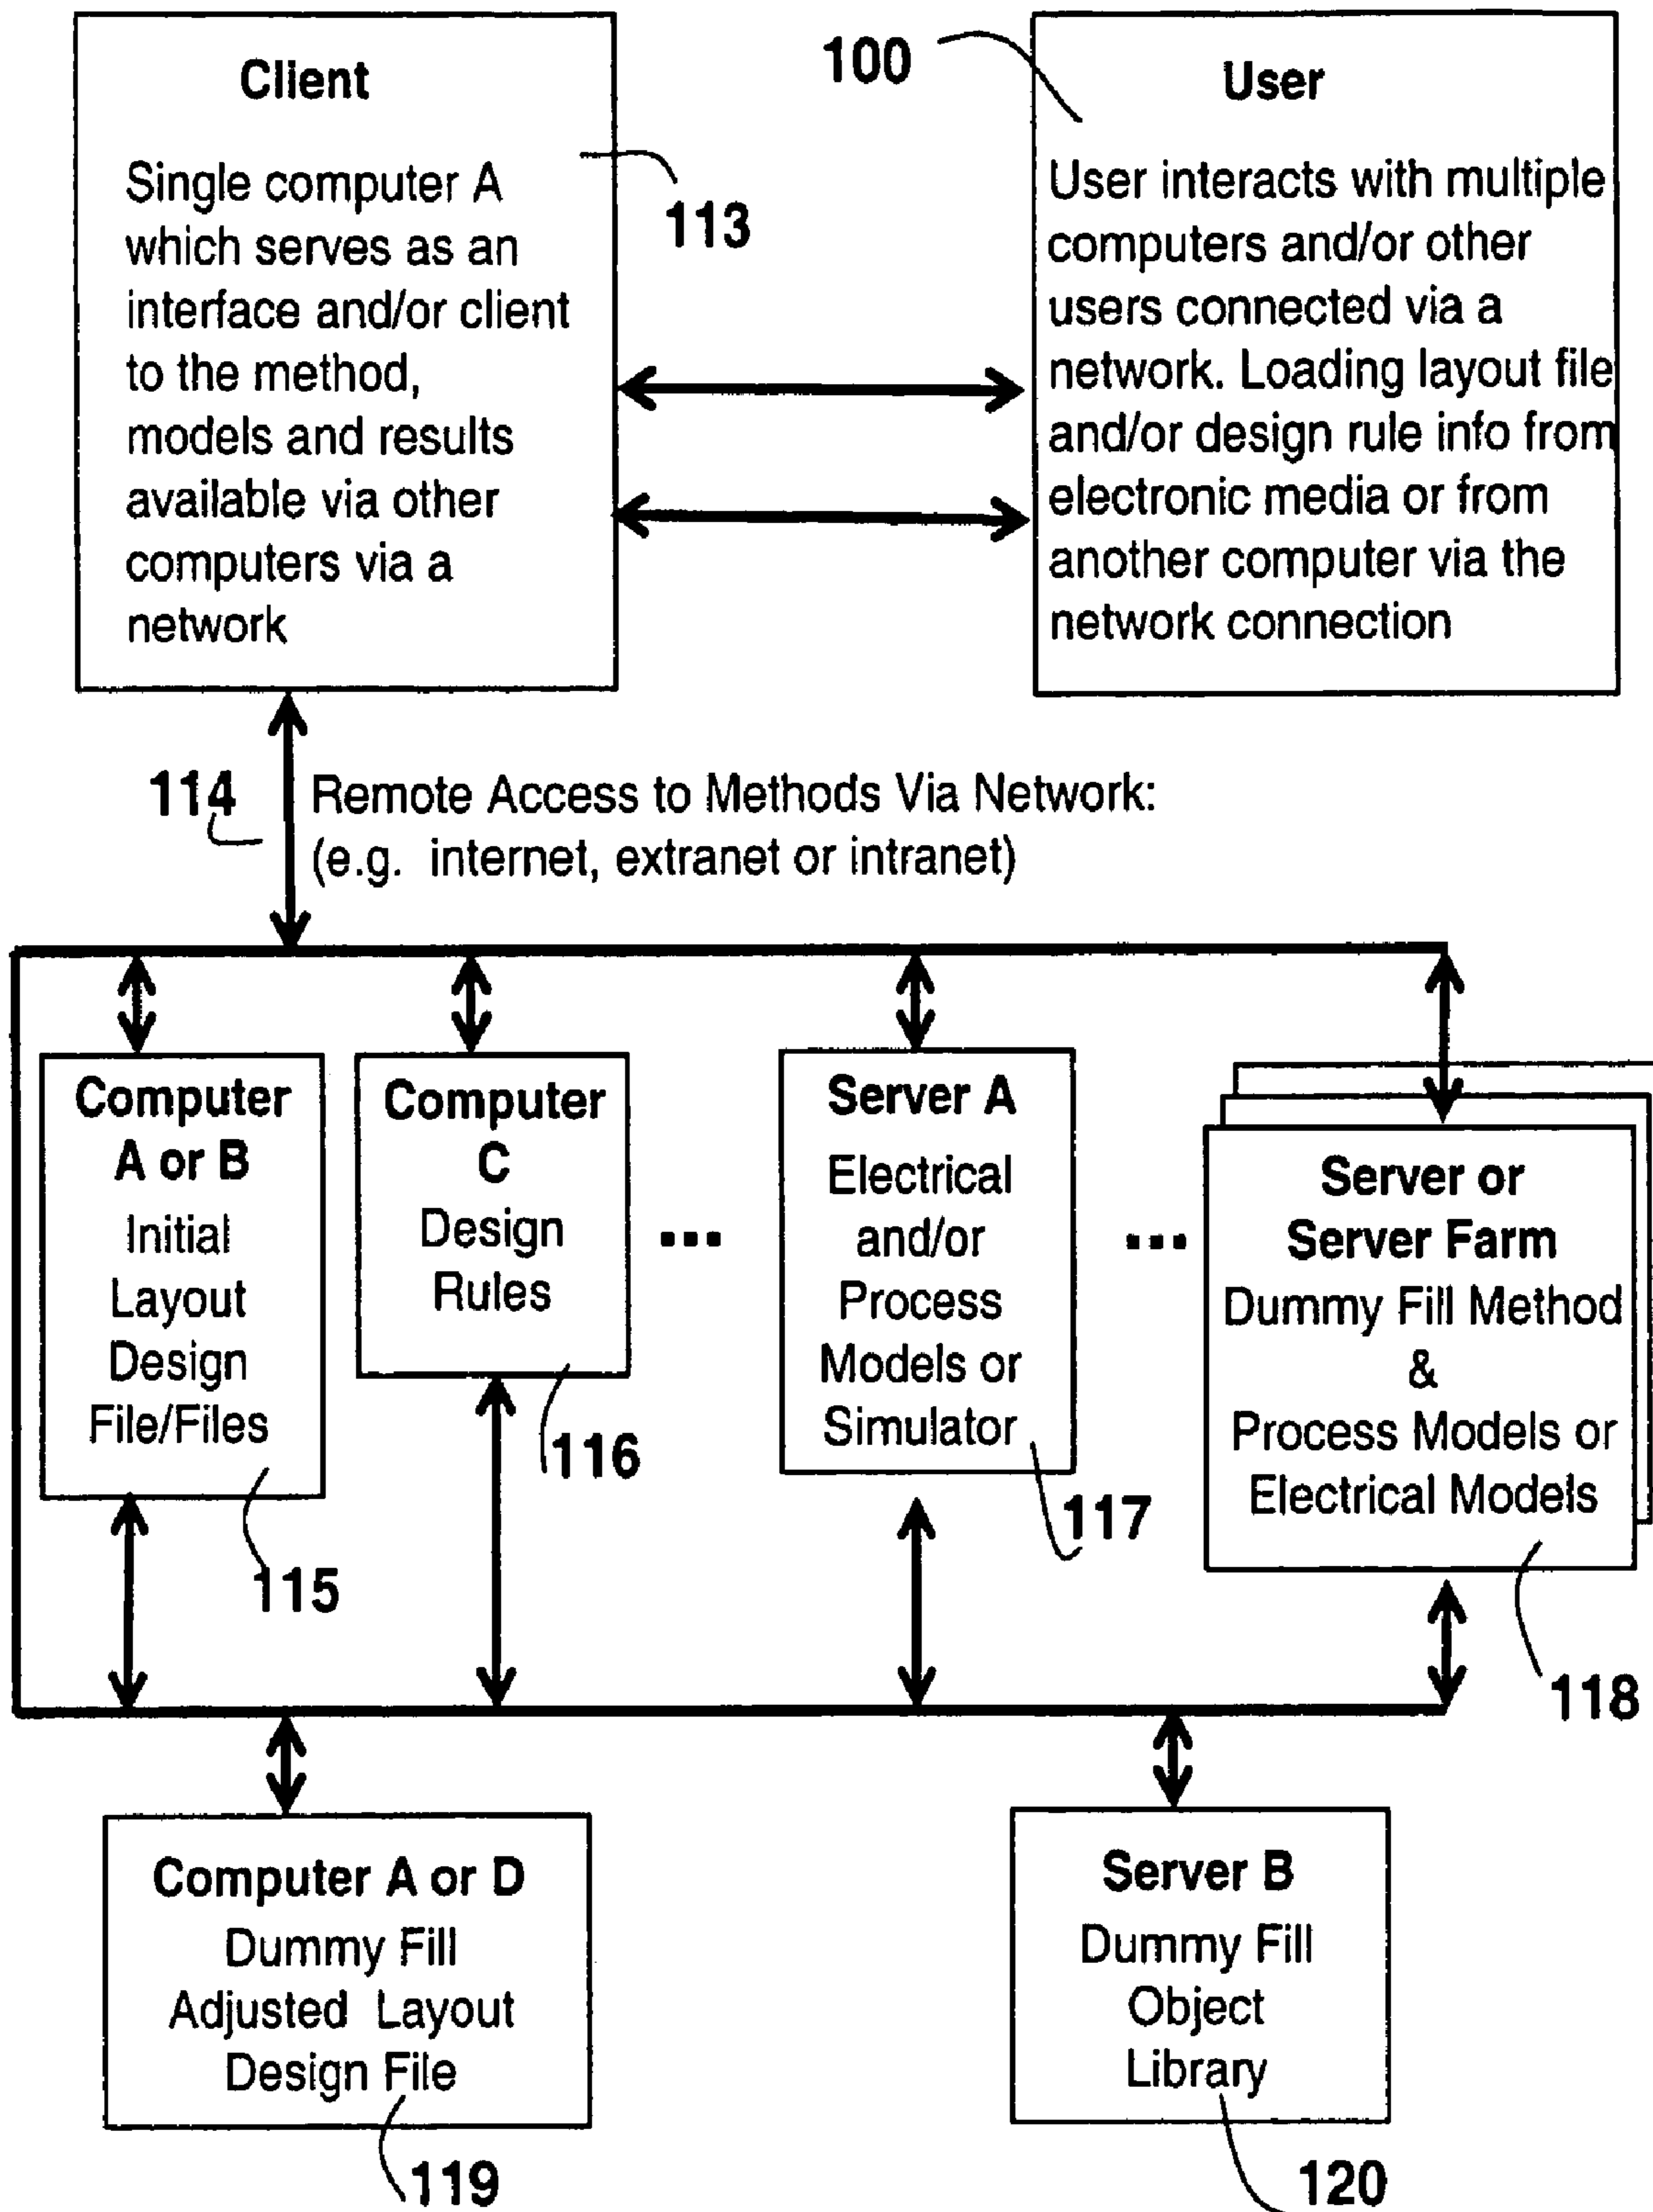 Client
Single computer A
which serves as an
interface and/or client
to the method,
models and results
available via other
computers via a
network
113
100
User
User interacts with multiple
computers and/or other
users connected via a
network. Loading layout file
and/or design rule info from
electronic media or from
another computer via the
network connection
114
Remote Access to Methods Via Network:
(e.g. internet, extranet or intranet)
Computer
A or B
Initial
Layout
Design
File/Files
115
Computer
C
Design
Rules
116
...
Server A
Electrical
and/or
Process
Models or
Simulator
117
...
Server or
Server Farm
Dummy Fill Method
&
Process Models or
Electrical Models
118
Computer A or D
Dummy Fill
Adjusted Layout
Design File
119
Server B
Dummy Fill
Object
Library
120